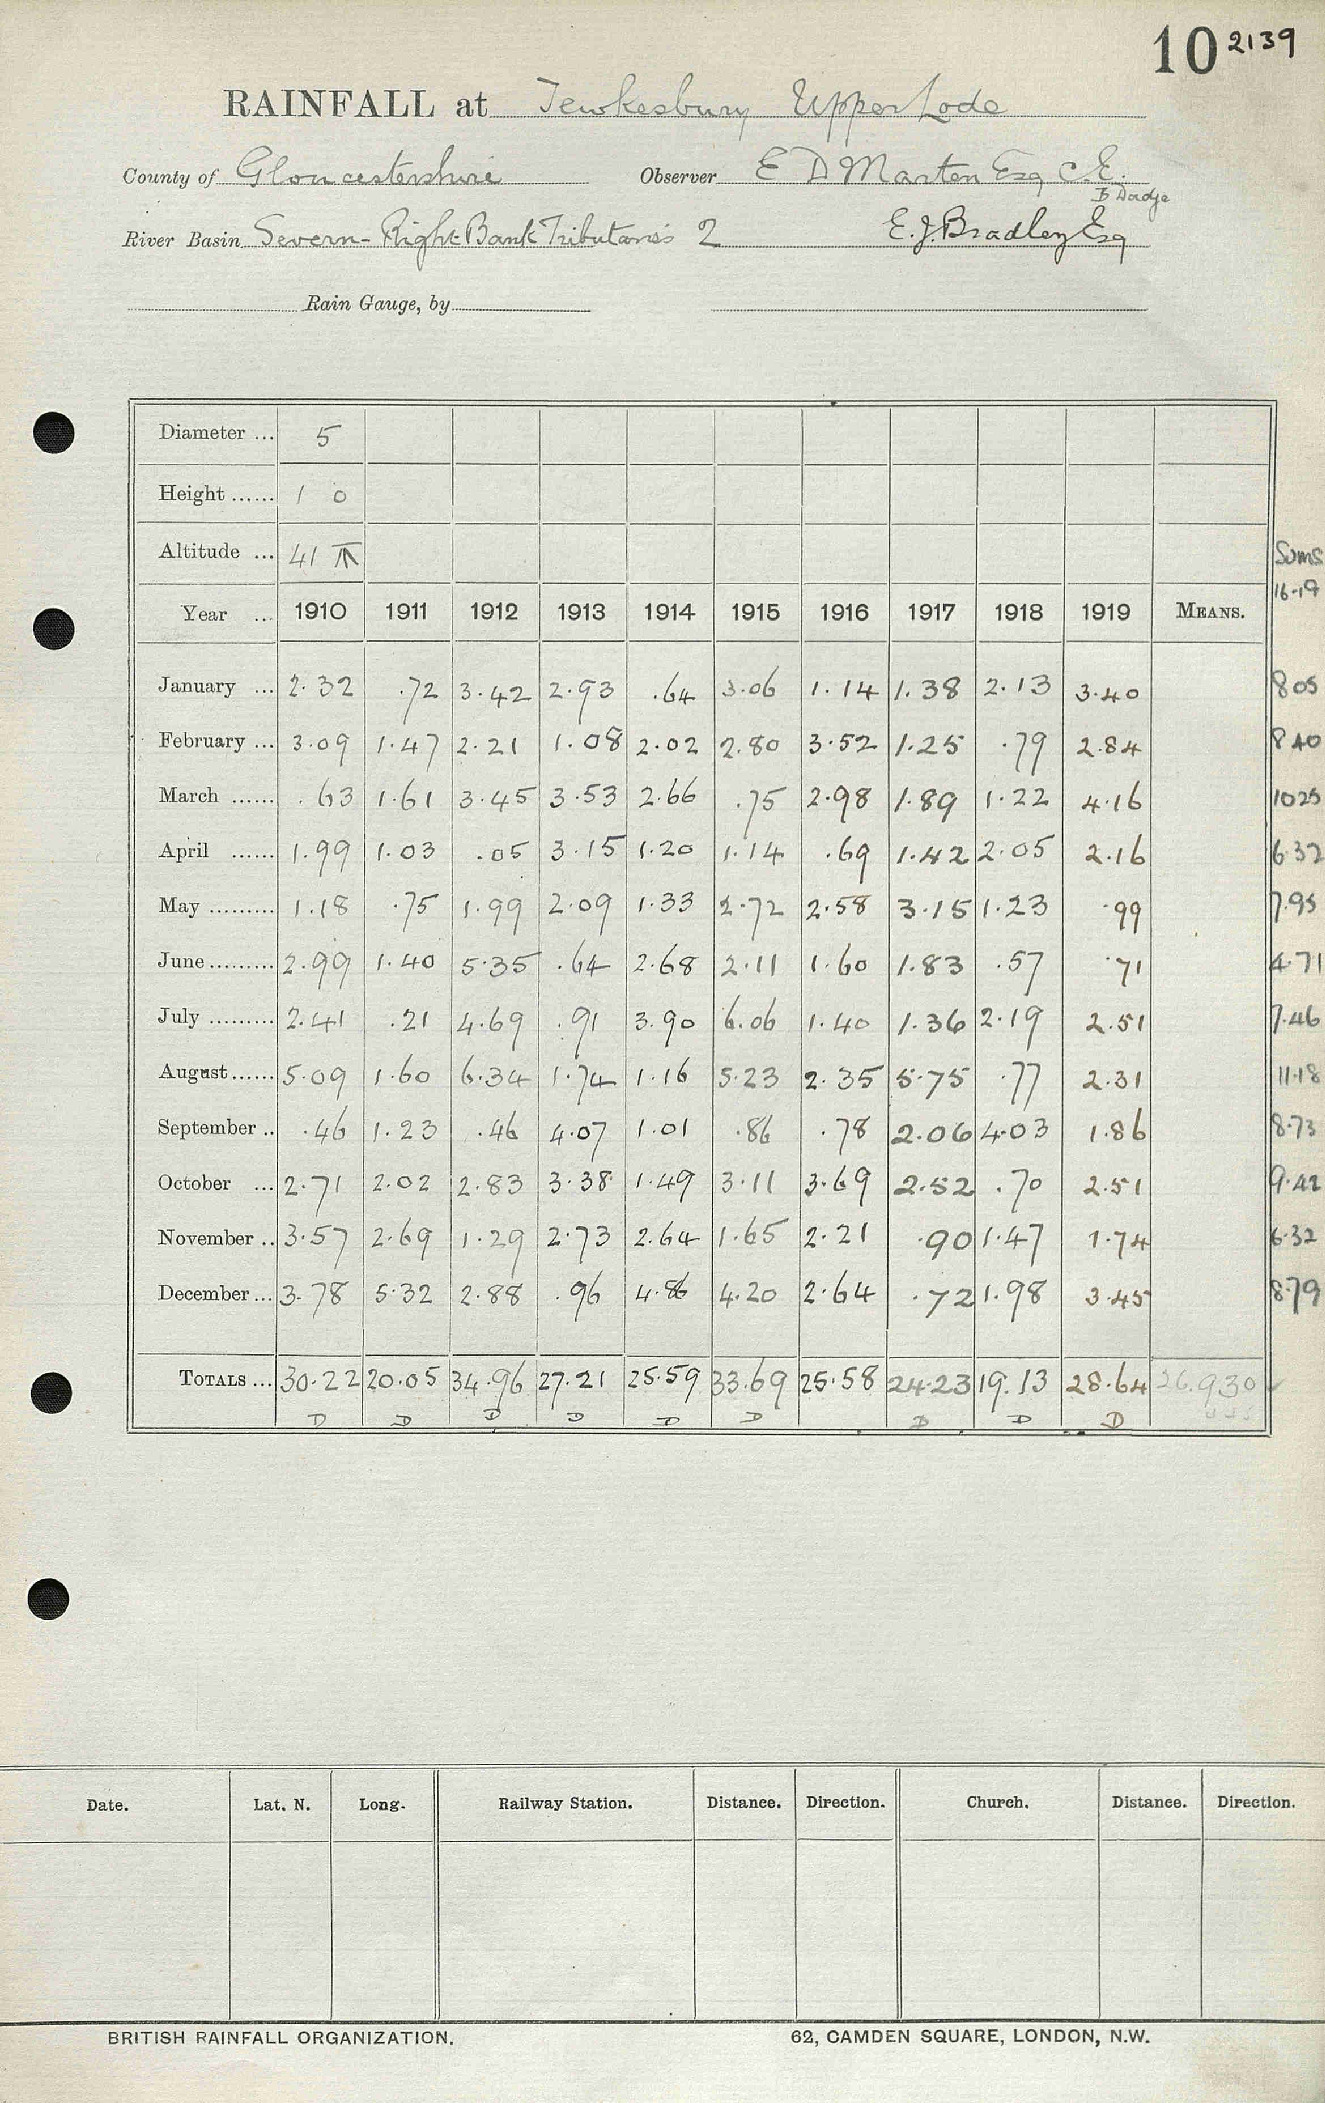 10 2139
RAINFALL at Tewkesbury Upper Lode
County of Gloucestershire Observer E D Marten Esq C.E.
B Dadge
River Basin Severn - Right Bank Tributaries 2 E.J. Bradley Esq
Rain Gauge, by
Diameter ... 5
Height ...... 1 0
Altitude ... 41
Sums
16-19
Year ... 1910 1911 1912 1913 1914 1915 1916 1917 1918 1919 MEANS.
January ... 2.32 .72 3.42 2.93 .64 3.06 1.14 1.38 2.13 3.40 8 05
February ... 3.09 1.47 2.21 1.08 2.02 2.80 3.52 1.25 .79 2.84 8 40
March ...... .63 1.61 3.45 3.53 2.66 .75 2.98 1.89 1.22 4.16 1025
April ...... 1.99 1.03 .05 3.15 1.20 1.14 .69 1.42 2.05 2.16 6.32
May ......... 1.18 .75 1.99 2.09 1.33 2.72 2.58 3.15 1.23 .99 7.95
June ......... 2.99 1.40 5.35 .64 2.68 2.11 1.60 1.83 .57 .71 4.71
July ......... 2.41 .21 4.69 .91 3.90 6.06 1.40 1.36 2.19 2.51 7.46
August ...... 5.09 1.60 6.34 1.74 1.16 5.23 2.35 5.75 .77 2.31 11.18
September .. .46 1.23 .46 4.07 1.01 .86 .78 2.06 4.03 1.86 8.73
October ... 2.71 2.02 2.83 3.38 1.49 3.11 3.69 2.52 .70 2.51 9.42
November .. 3.57 2.69 1.29 2.73 2.64 1.65 2.21 .90 1.47 1.74 6.32
December ... 3.78 5.32 2.88 .96 4.86 4.20 2.64 .72 1.98 3.45 8.79
TOTALS ... 30.22 20.05 34.96 27.21 25.59 33.69 25.58 24.23 19.13 28.64 26.930
D D D D D D D D D
Date. Lat. N. Long. Railway Station. Distance. Direction. Church. Distance. Direction.
BRITISH RAINFALL ORGANIZATION. 62, CAMDEN SQUARE, LONDON, N.W.